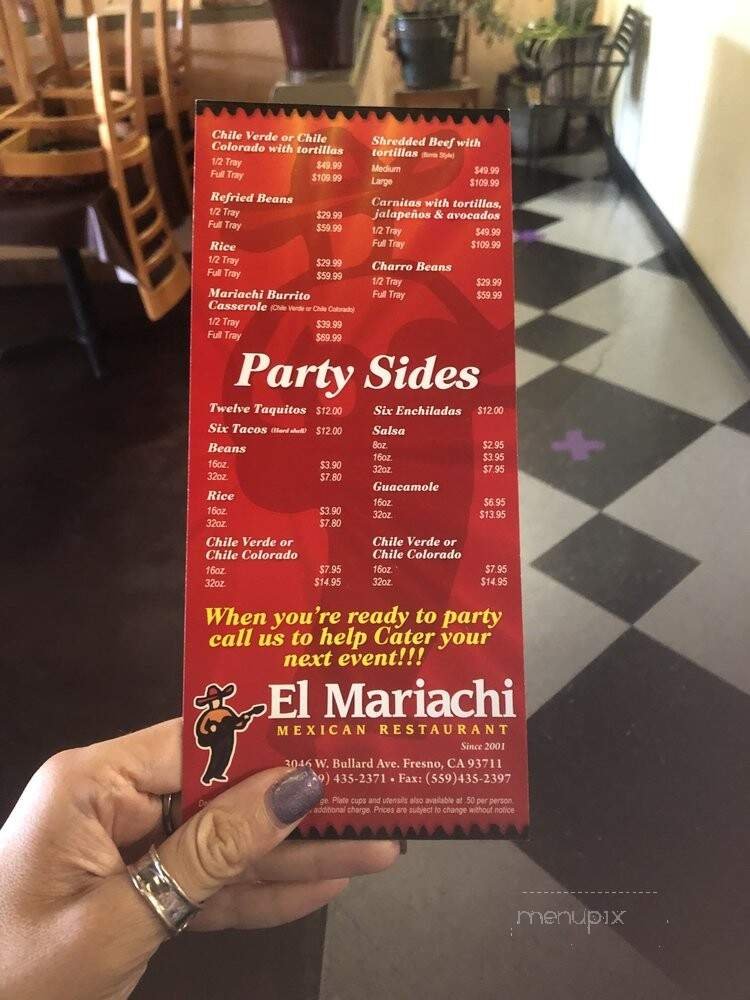 Chile Verde or Chile
Colorado with tortillas
1/2 Tray $49.99
Full Tray $109.99
Refried Beans
1/2 Tray $29.99
Full Tray $59.99
Rice
1/2 Tray $29.99
Full Tray $59.99
Mariachi Burrito
Casserole (Chile Verde or Chile Colorado)
1/2 Tray $39.99
Full Tray $69.99
Shredded Beef with
tortillas (Birria Style)
Medium $49.99
Large $109.99
Carnitas with tortillas,
jalapeños & avocados
1/2 Tray $49.99
Full Tray $109.99
Charro Beans
1/2 Tray $29.99
Full Tray $59.99
Party Sides
Twelve Taquitos $12.00
Six Tacos (Hard shell) $12.00
Beans
16oz. $3.90
32oz. $7.80
Rice
16oz. $3.90
32oz. $7.80
Chile Verde or
Chile Colorado
16oz. $7.95
32oz. $14.95
Six Enchiladas $12.00
Salsa
8oz. $2.95
16oz. $3.95
32oz. $7.95
Guacamole
16oz. $6.95
32oz. $13.95
Chile Verde or
Chile Colorado
16oz. $7.95
32oz. $14.95
When you're ready to party
call us to help Cater your
next event!!!
El Mariachi
MEXICAN RESTAURANT
Since 2001
3046 W. Bullard Ave. Fresno, CA 93711
9) 435-2371 • Fax: (559)435-2397
ge. Plate cups and utensils also available at .50 per person.
additional charge. Prices are subject to change without notice
menupix